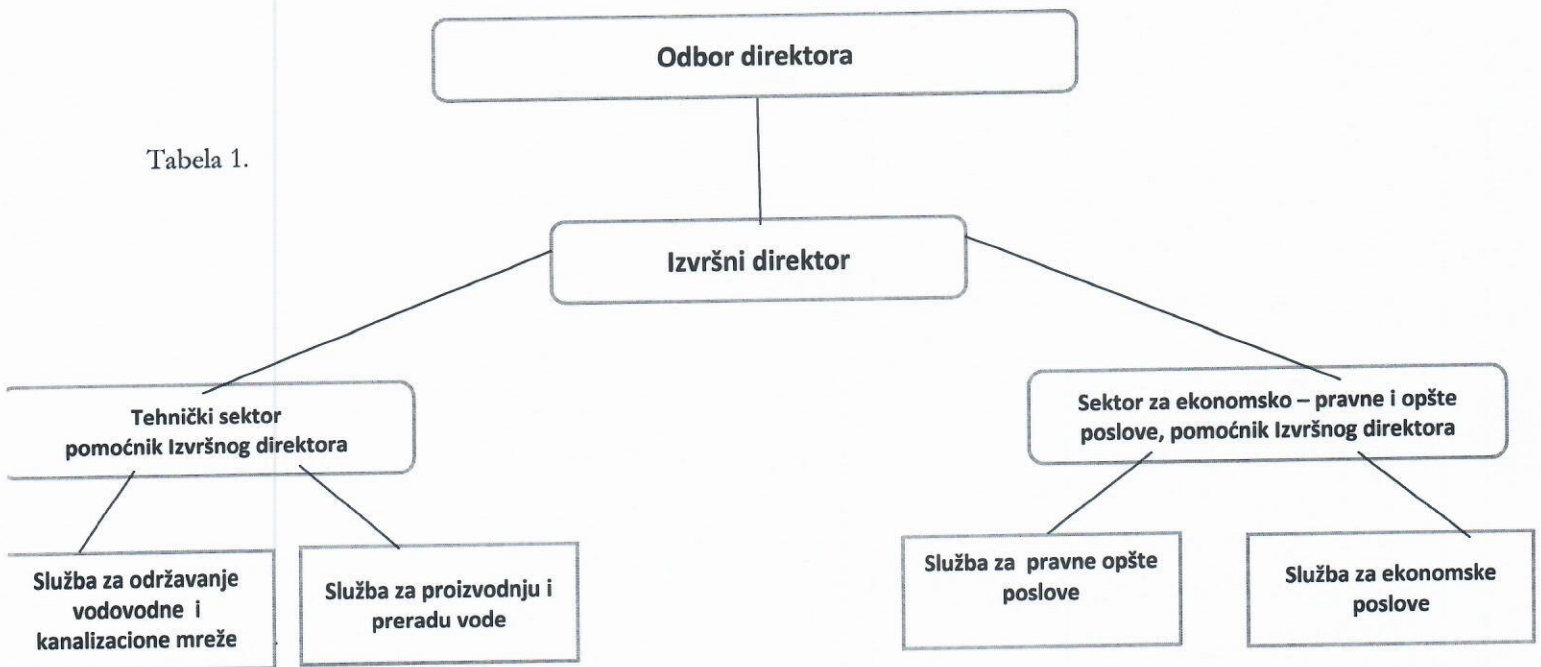 Odbor direktora
Tabela 1.
Izvršni direktor
Tehnički sektor
pomoćnik Izvršnog direktora
Sektor za ekonomsko – pravne i opšte
poslove, pomoćnik Izvršnog direktora
Služba za održavanje
vodovodne i
kanalizacione mreže
Služba za proizvodnju i
preradu vode
Služba za pravne opšte
poslove
Služba za ekonomske
poslove